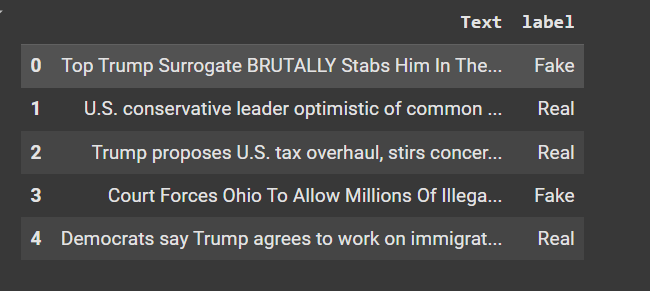 Text label
0 Top Trump Surrogate BRUTALLY Stabs Him In The... Fake
1 U.S. conservative leader optimistic of common ... Real
2 Trump proposes U.S. tax overhaul, stirs concer... Real
3 Court Forces Ohio To Allow Millions Of Illega... Fake
4 Democrats say Trump agrees to work on immigrat... Real